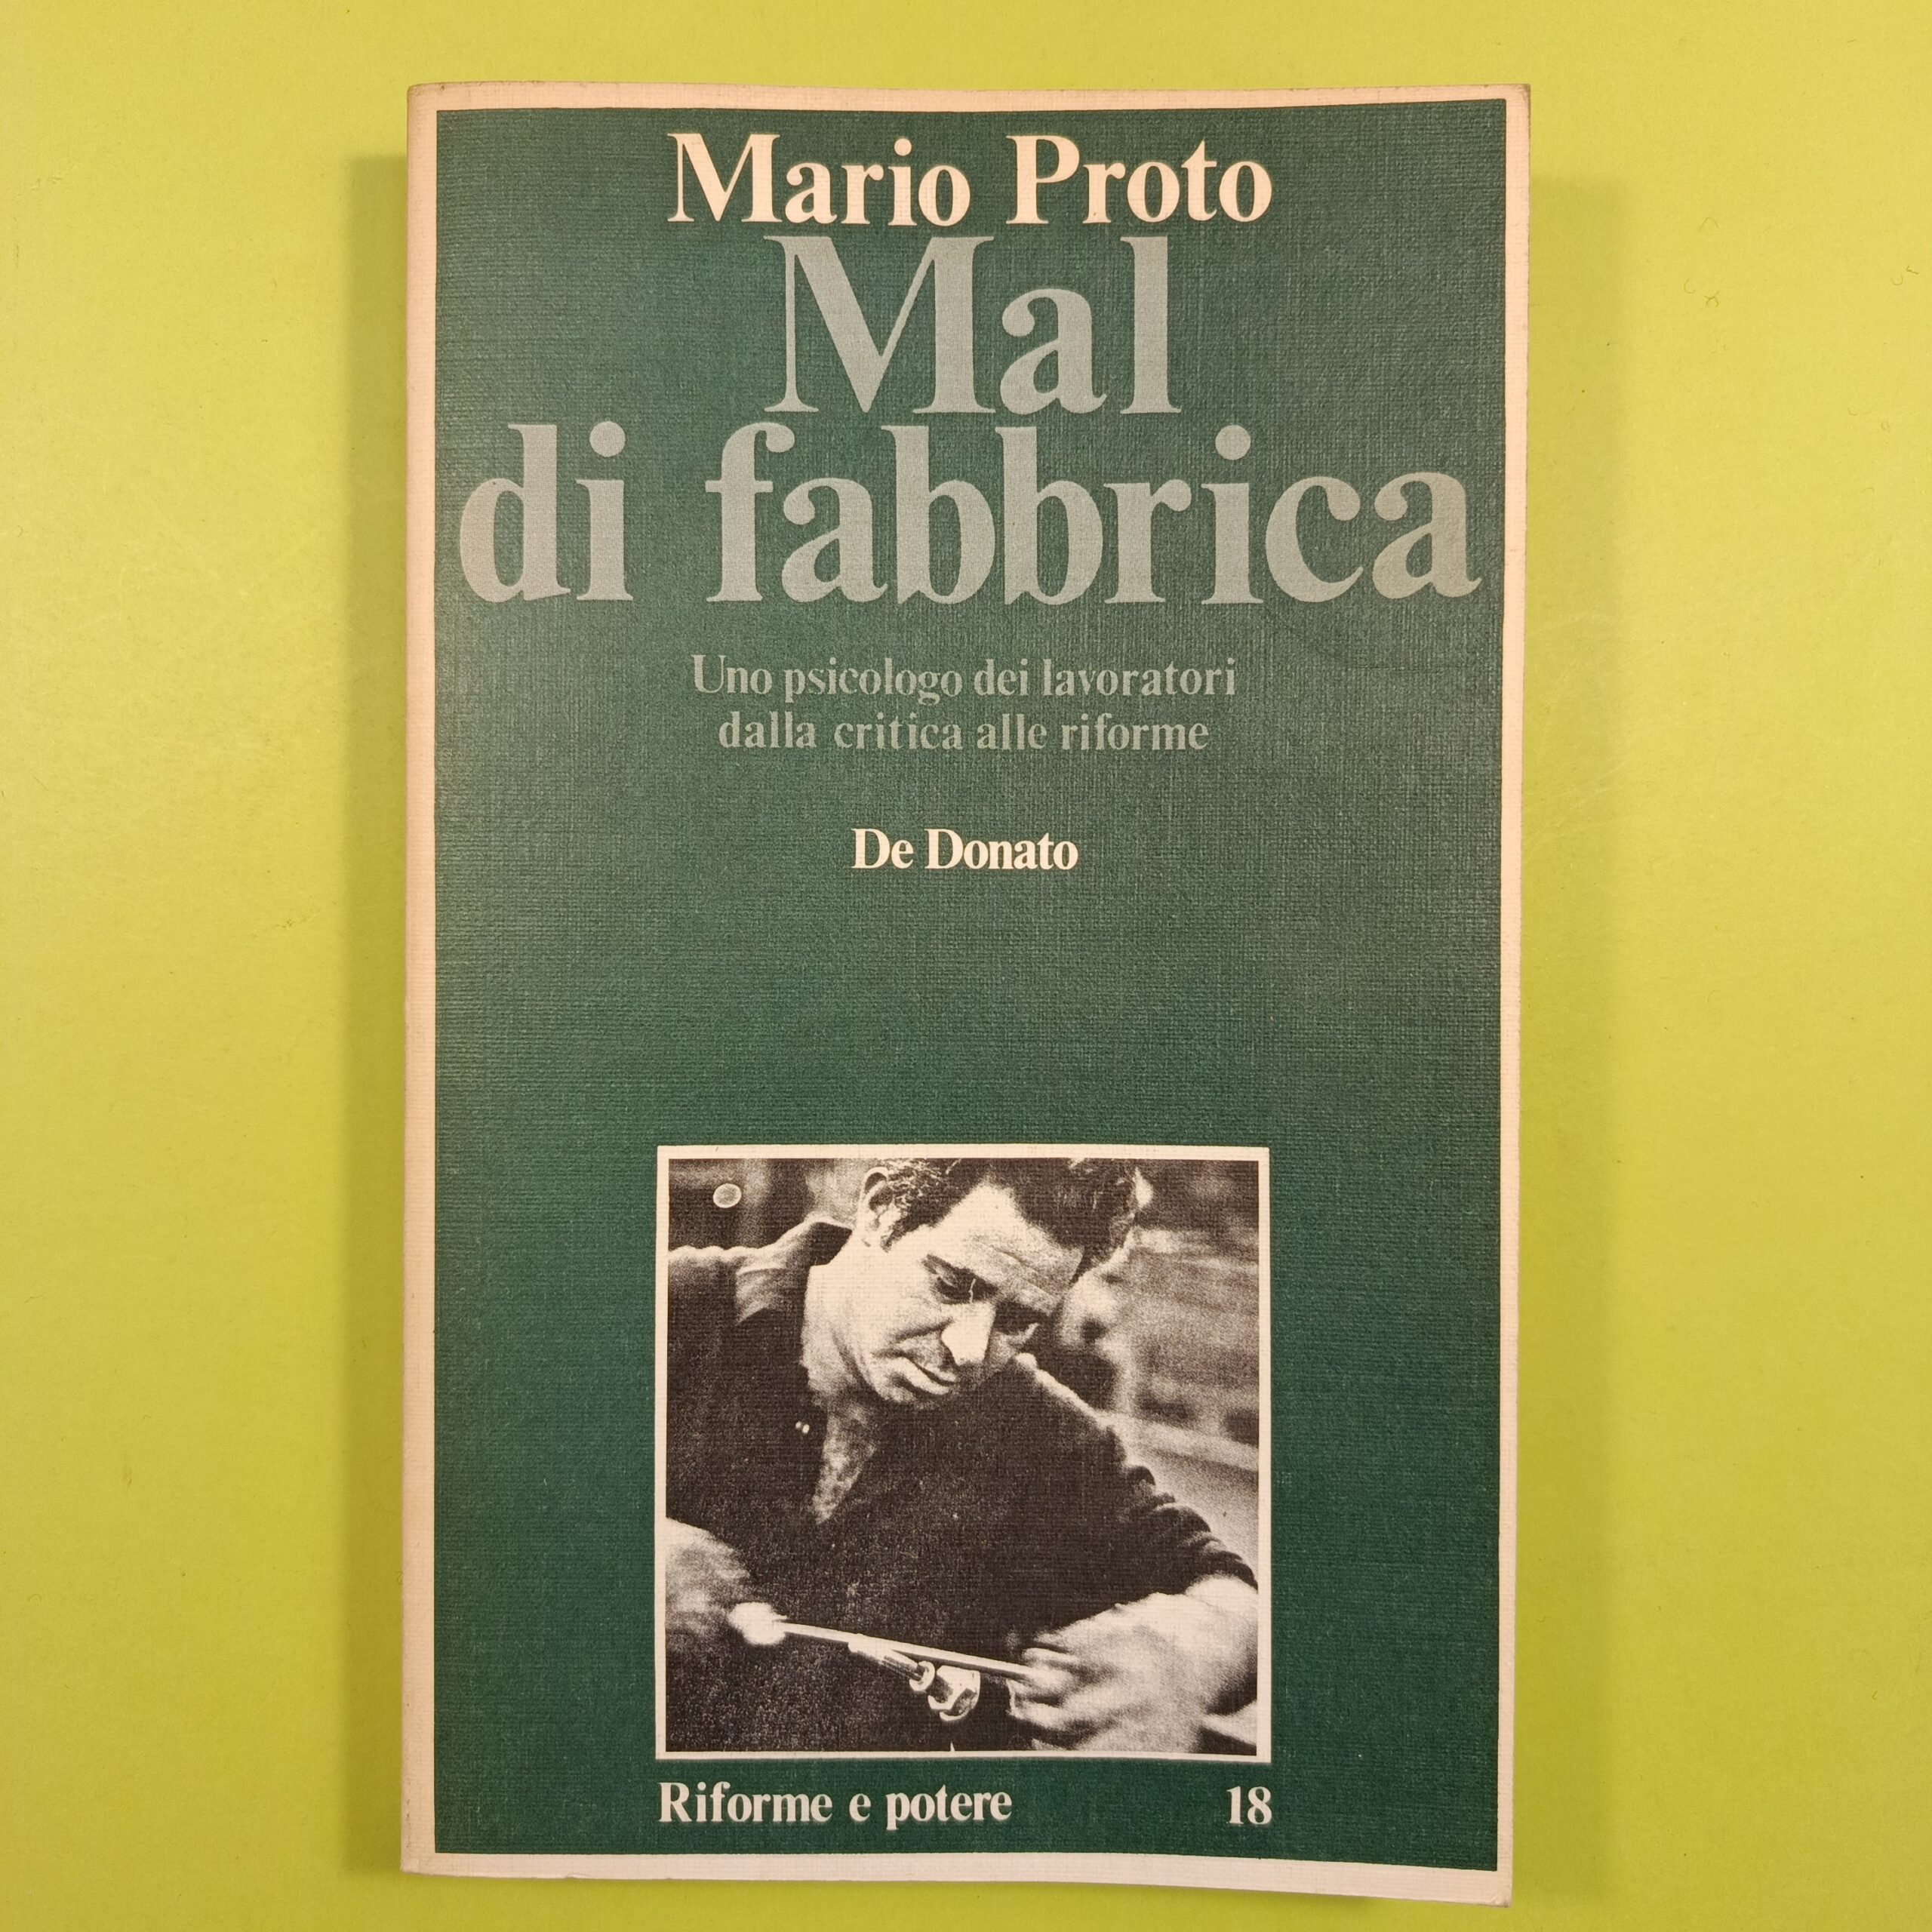 Mario Proto
Mal
di fabbrica
Uno psicologo dei lavoratori
dalla critica alle riforme
De Donato
Riforme e potere 18